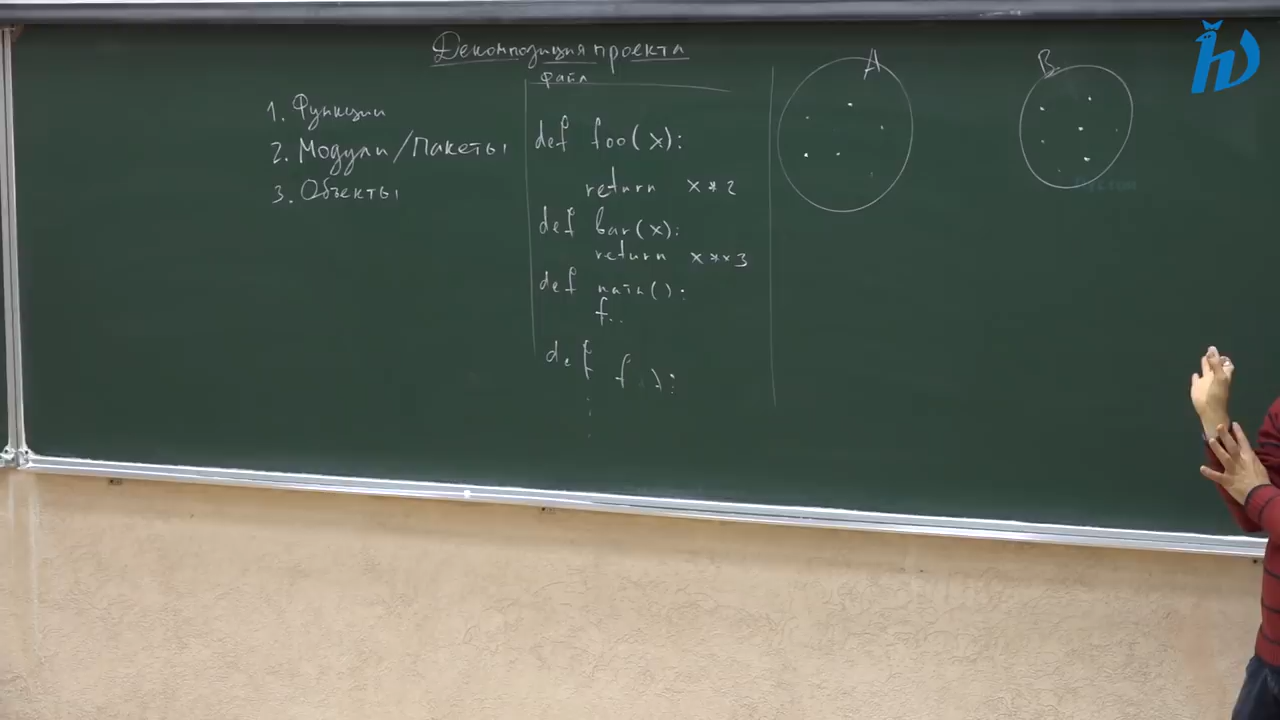 Декомпозиция проекта
1. Функции
2. Модули/Пакеты
3. Объекты
файл
def foo(x):
return x**2
def bar(x):
return x**3
def main():
f..
def f..):
A
B